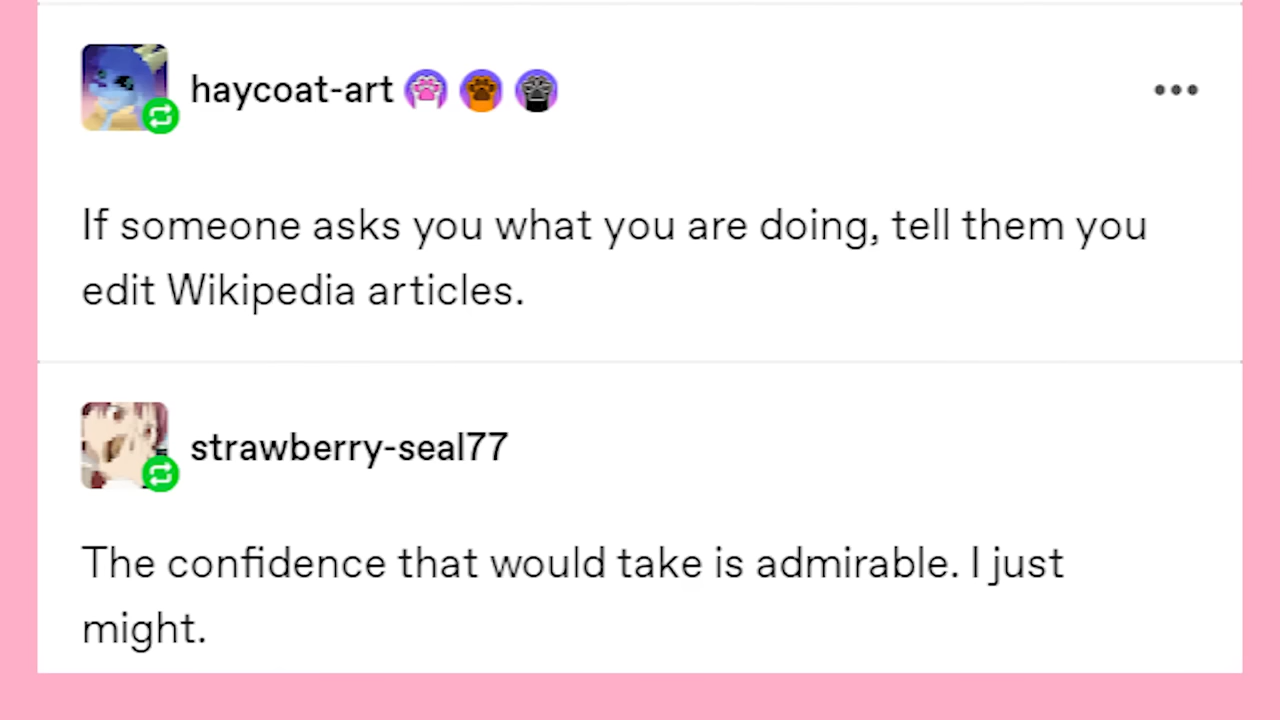 haycoat-art
If someone asks you what you are doing, tell them you
edit Wikipedia articles.
strawberry-seal77
The confidence that would take is admirable. I just
might.